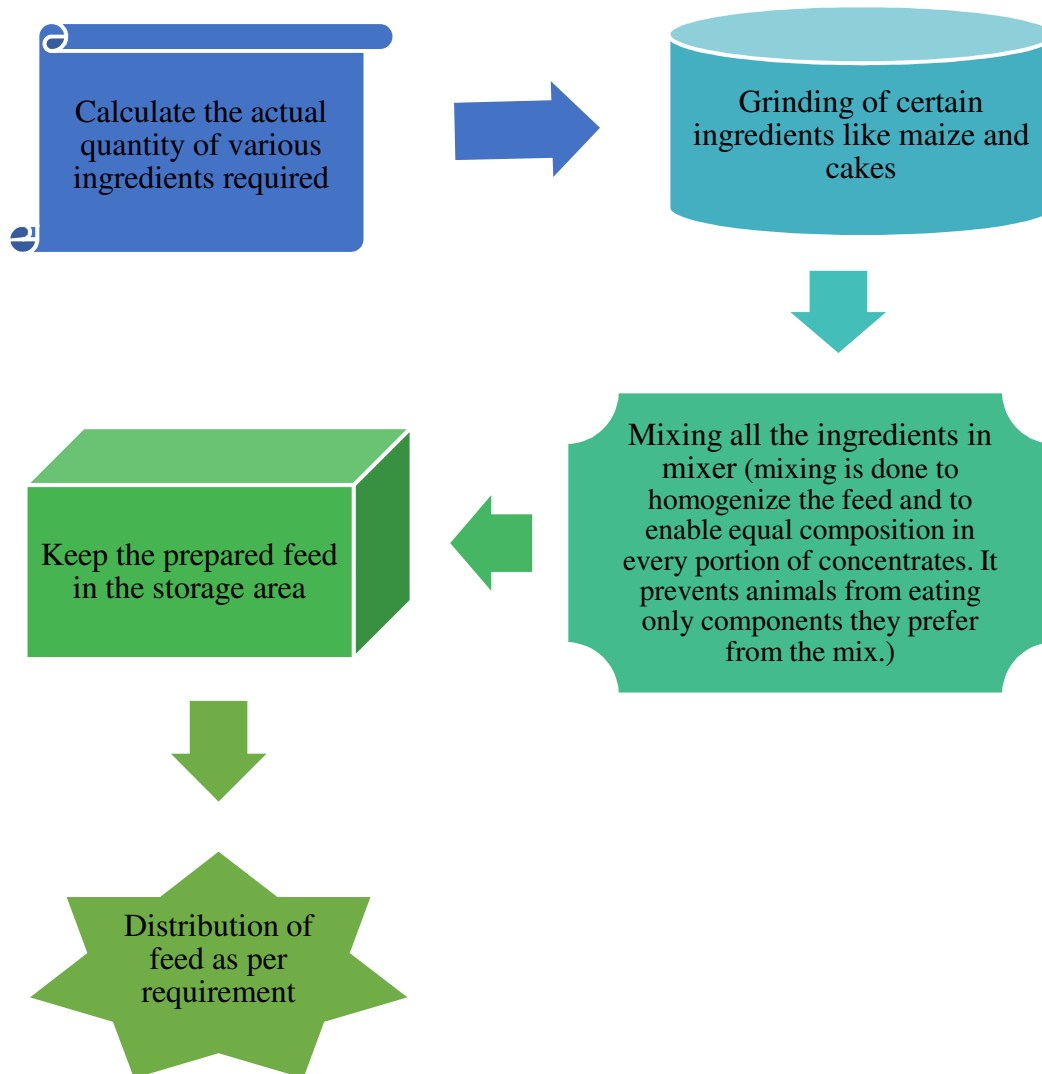 Calculate the actual
quantity of various
ingredients required
Grinding of certain
ingredients like maize and
cakes
Mixing all the ingredients in
mixer (mixing is done to
homogenize the feed and to
enable equal composition in
every portion of concentrates. It
prevents animals from eating
only components they prefer
from the mix.)
Keep the prepared feed
in the storage area
Distribution of
feed as per
requirement